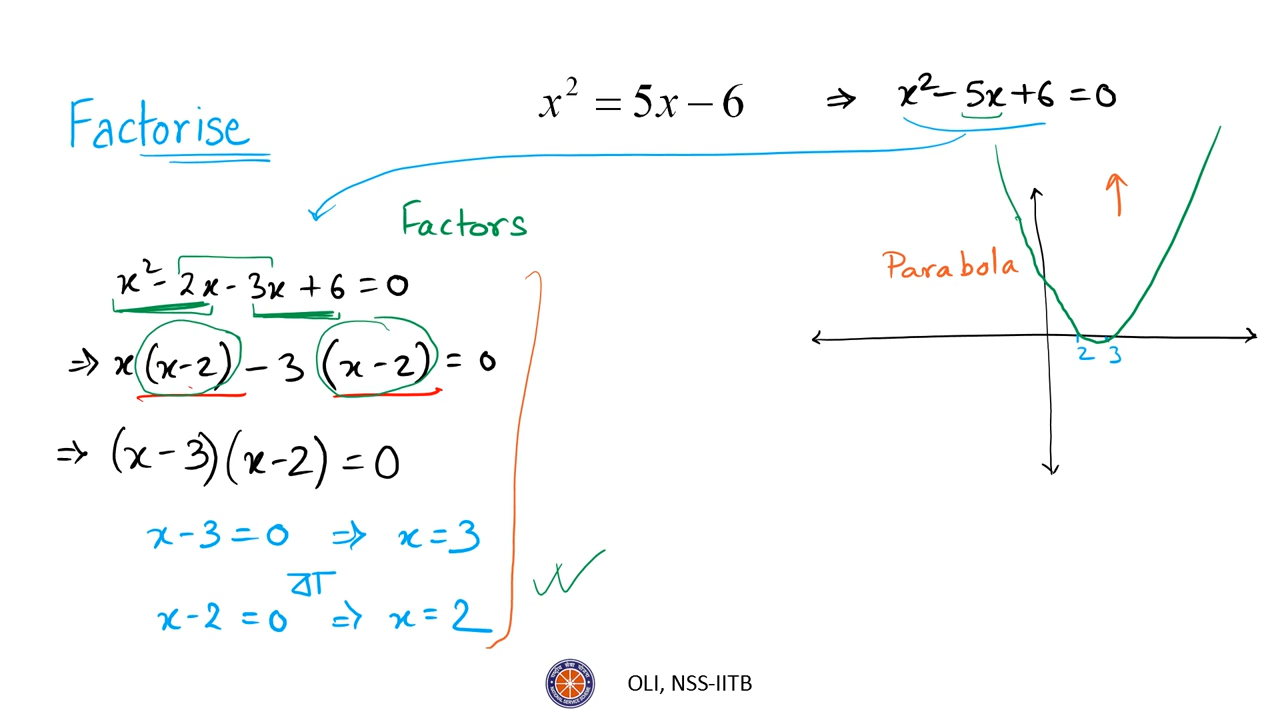 x² = 5x − 6 ⇒ x² − 5x + 6 = 0
Factorise
Factors
Parabola
x² − 2x − 3x + 6 = 0
⇒ x(x−2) − 3(x−2) = 0
2 3
⇒ (x−3)(x−2) = 0
x−3 = 0 ⇒ x = 3
वा
x−2 = 0 ⇒ x = 2
OLI, NSS-IITB